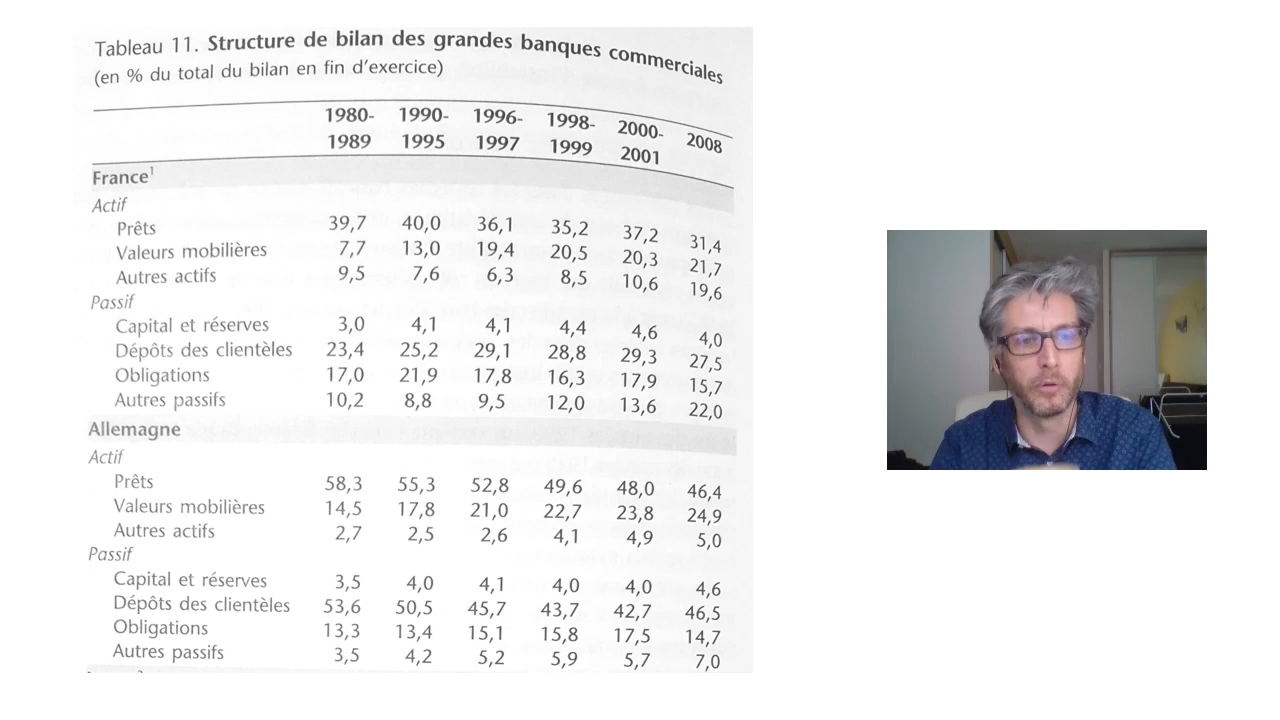 Tableau 11. Structure de bilan des grandes banques commerciales
(en % du total du bilan en fin d’exercice)
1980-1989 1990-1995 1996-1997 1998-1999 2000-2001 2008
France¹
Actif
Prêts 39,7 40,0 36,1 35,2 37,2 31,4
Valeurs mobilières 7,7 13,0 19,4 20,5 20,3 21,7
Autres actifs 9,5 7,6 6,3 8,5 10,6 19,6
Passif
Capital et réserves 3,0 4,1 4,1 4,4 4,6 4,0
Dépôts des clientèles 23,4 25,2 29,1 28,8 29,3 27,5
Obligations 17,0 21,9 17,8 16,3 17,9 15,7
Autres passifs 10,2 8,8 9,5 12,0 13,6 22,0
Allemagne
Actif
Prêts 58,3 55,3 52,8 49,6 48,0 46,4
Valeurs mobilières 14,5 17,8 21,0 22,7 23,8 24,9
Autres actifs 2,7 2,5 2,6 4,1 4,9 5,0
Passif
Capital et réserves 3,5 4,0 4,1 4,0 4,0 4,6
Dépôts des clientèles 53,6 50,5 45,7 43,7 42,7 46,5
Obligations 13,3 13,4 15,1 15,8 17,5 14,7
Autres passifs 3,5 4,2 5,2 5,9 5,7 7,0